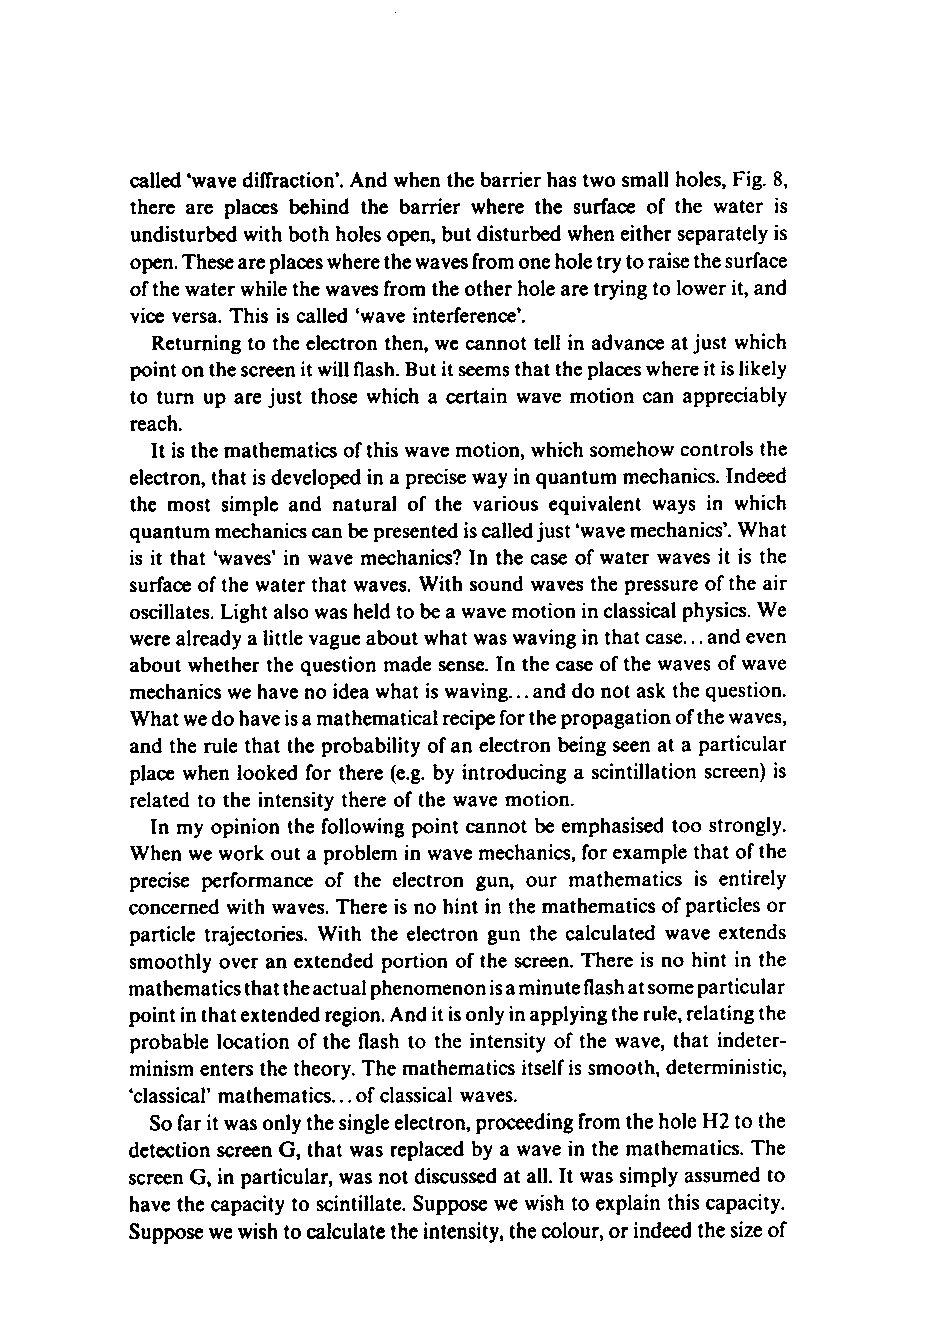 called 'wave diffraction'. And when the barrier has two small holes, Fig. 8,
there are places behind the barrier where the surface of the water is
undisturbed with both holes open, but disturbed when either separately is
open. These are places where the waves from one hole try to raise the surface
of the water while the waves from the other hole are trying to lower it, and
vice versa. This is called 'wave interference'.
Returning to the electron then, we cannot tell in advance at just which
point on the screen it will flash. But it seems that the places where it is likely
to turn up are just those which a certain wave motion can appreciably
reach.
It is the mathematics of this wave motion, which somehow controls the
electron, that is developed in a precise way in quantum mechanics. Indeed
the most simple and natural of the various equivalent ways in which
quantum mechanics can be presented is called just 'wave mechanics'. What
is it that 'waves' in wave mechanics? In the case of water waves it is the
surface of the water that waves. With sound waves the pressure of the air
oscillates. Light also was held to be a wave motion in classical physics. We
were already a little vague about what was waving in that case... and even
about whether the question made sense. In the case of the waves of wave
mechanics we have no idea what is waving... and do not ask the question.
What we do have is a mathematical recipe for the propagation of the waves,
and the rule that the probability of an electron being seen at a particular
place when looked for there (e.g. by introducing a scintillation screen) is
related to the intensity there of the wave motion.
In my opinion the following point cannot be emphasised too strongly.
When we work out a problem in wave mechanics, for example that of the
precise performance of the electron gun, our mathematics is entirely
concerned with waves. There is no hint in the mathematics of particles or
particle trajectories. With the electron gun the calculated wave extends
smoothly over an extended portion of the screen. There is no hint in the
mathematics that the actual phenomenon is a minute flash at some particular
point in that extended region. And it is only in applying the rule, relating the
probable location of the flash to the intensity of the wave, that indeter-
minism enters the theory. The mathematics itself is smooth, deterministic,
'classical' mathematics... of classical waves.
So far it was only the single electron, proceeding from the hole H2 to the
detection screen G, that was replaced by a wave in the mathematics. The
screen G, in particular, was not discussed at all. It was simply assumed to
have the capacity to scintillate. Suppose we wish to explain this capacity.
Suppose we wish to calculate the intensity, the colour, or indeed the size of